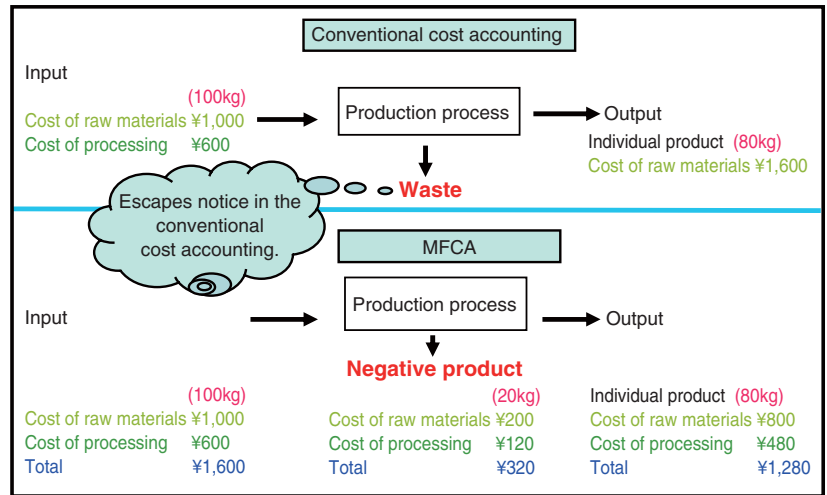 Conventional cost accounting
Input
(100kg)
Cost of raw materials ¥1,000
Cost of processing ¥600
Production process
Output
Individual product (80kg)
Cost of raw materials ¥1,600
Waste
Escapes notice in the
conventional
cost accounting.
MFCA
Input
Production process
Output
Negative product
(100kg)
Cost of raw materials ¥1,000
Cost of processing ¥600
Total ¥1,600
(20kg)
Cost of raw materials ¥200
Cost of processing ¥120
Total ¥320
Individual product (80kg)
Cost of raw materials ¥800
Cost of processing ¥480
Total ¥1,280